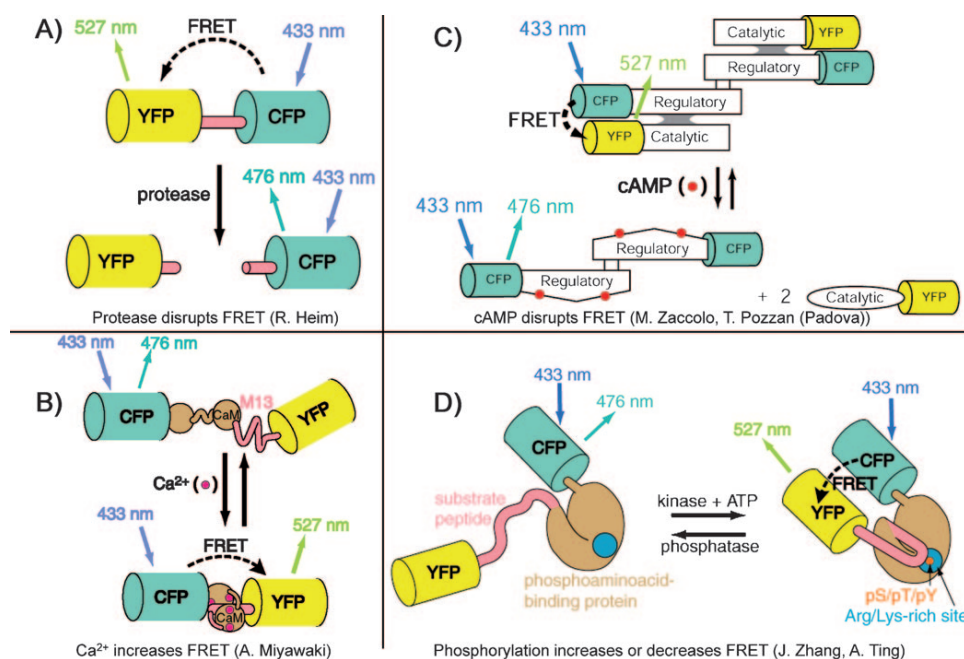 A)
FRET
527 nm
433 nm
YFP
CFP
protease
476 nm
433 nm
YFP
CFP
Protease disrupts FRET (R. Heim)
C)
433 nm
527 nm
Catalytic
YFP
Regulatory
CFP
CFP
Regulatory
FRET
YFP
Catalytic
cAMP (•)
433 nm
476 nm
Regulatory
CFP
CFP
Regulatory
+ 2
Catalytic
YFP
cAMP disrupts FRET (M. Zaccolo, T. Pozzan (Padova))
B)
433 nm
476 nm
CFP
CaM
M13
YFP
Ca²⁺ (•)
433 nm
FRET
527 nm
CFP
CaM
YFP
Ca²⁺ increases FRET (A. Miyawaki)
D)
433 nm
476 nm
CFP
substrate
peptide
YFP
phosphoaminoacid-
binding protein
kinase + ATP
phosphatase
433 nm
527 nm
CFP
FRET
YFP
pS/pT/pY
Arg/Lys-rich site
Phosphorylation increases or decreases FRET (J. Zhang, A. Ting)